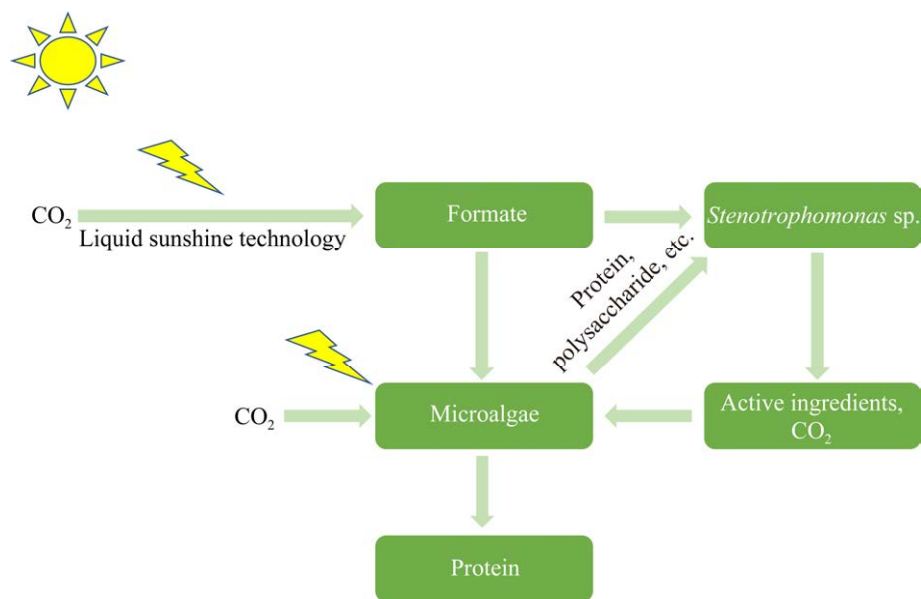 CO₂
Liquid sunshine technology
Formate
Stenotrophomonas sp.
Protein,
polysaccharide, etc.
CO₂
Microalgae
Active ingredients,
CO₂
Protein